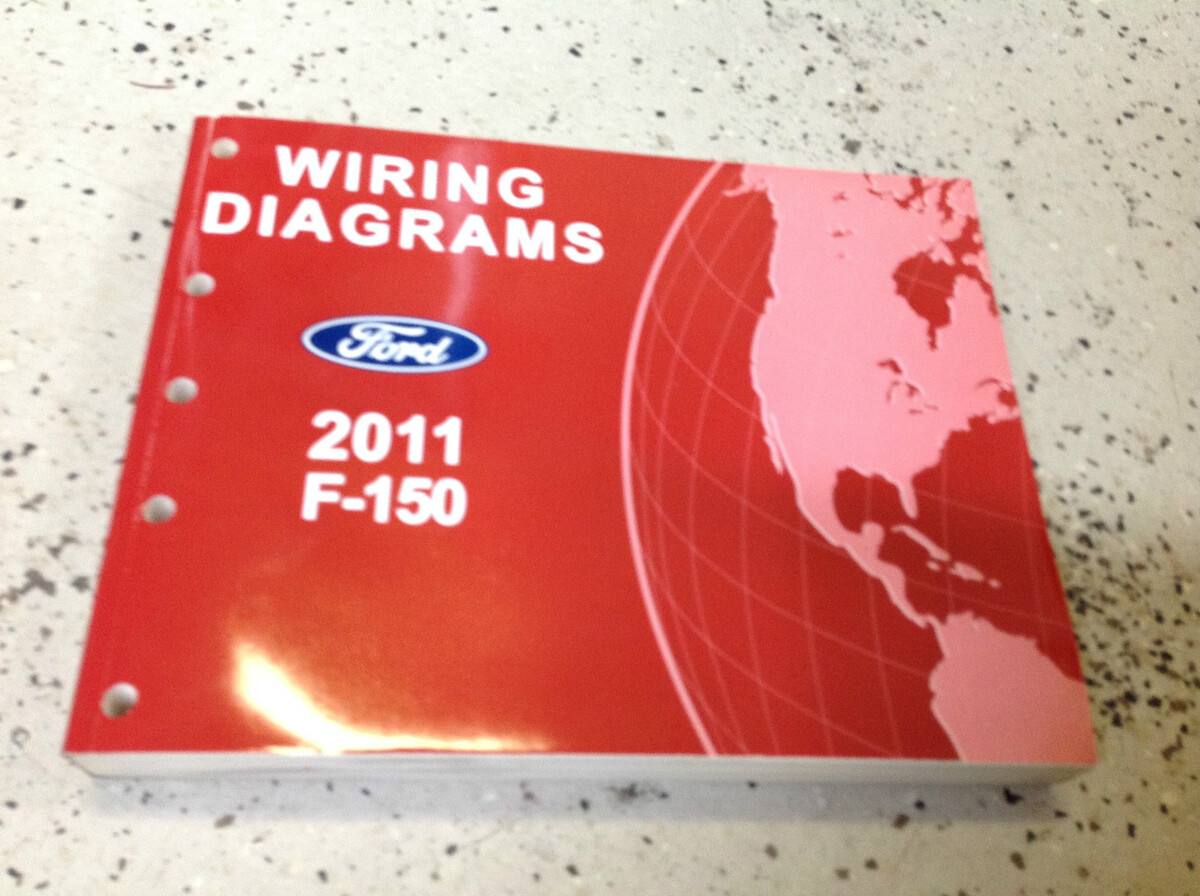 WIRING
DIAGRAMS
Ford
2011
F-150